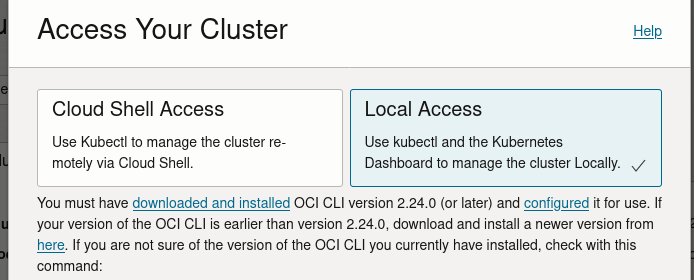 Access Your Cluster
Help
Cloud Shell Access
Use Kubectl to manage the cluster re-
motely via Cloud Shell.
Local Access
Use kubectl and the Kubernetes
Dashboard to manage the cluster Locally.
You must have downloaded and installed OCI CLI version 2.24.0 (or later) and configured it for use. If
your version of the OCI CLI is earlier than version 2.24.0, download and install a newer version from
here. If you are not sure of the version of the OCI CLI you currently have installed, check with this
command: